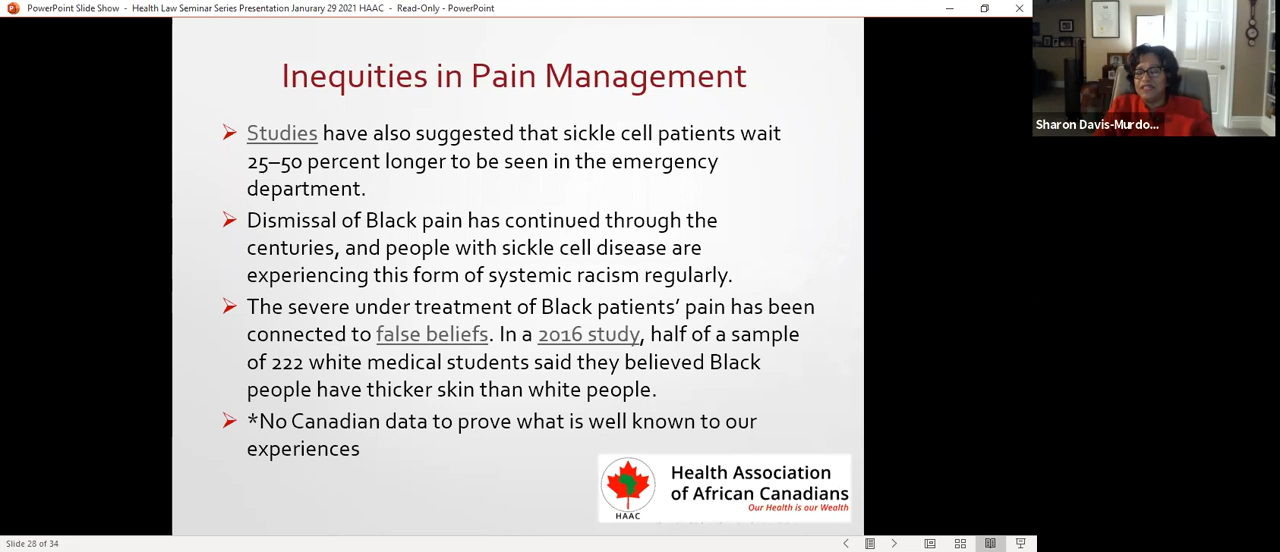 PowerPoint Slide Show - Health Law Seminar Series Presentation Janurary 29 2021 HAAC - Read-Only - PowerPoint
Inequities in Pain Management
Studies have also suggested that sickle cell patients wait
25–50 percent longer to be seen in the emergency
department.
Dismissal of Black pain has continued through the
centuries, and people with sickle cell disease are
experiencing this form of systemic racism regularly.
The severe under treatment of Black patients’ pain has been
connected to false beliefs. In a 2016 study, half of a sample
of 222 white medical students said they believed Black
people have thicker skin than white people.
*No Canadian data to prove what is well known to our
experiences
HAAC
Health Association
of African Canadians
Our Health is our Wealth
Slide 28 of 34
Sharon Davis-Murdo...